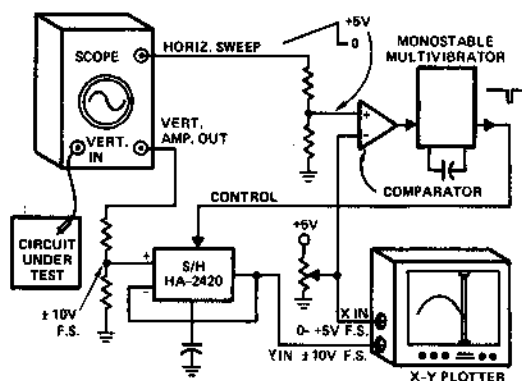 SCOPE
HORIZ. SWEEP
+5V
0
MONOSTABLE
MULTIVIBRATOR
VERT.
AMP. OUT
VERT.
IN
+
−
COMPARATOR
CONTROL
CIRCUIT
UNDER
TEST
+5V
+
−
S/H
HA-2420
±10V
F.S.
X IN
0- +5V F.S.
YIN ±10V F.S.
X-Y PLOTTER